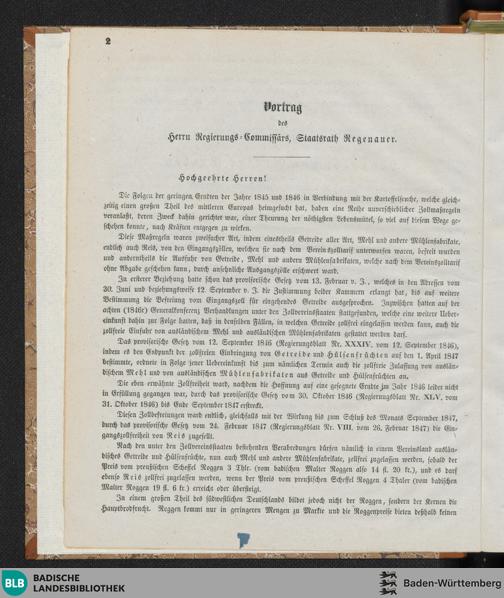 2
Vortrag
des
Herrn Regierungs-Commissärs, Staatsrath Regenauer.
Hochgeehrte Herren!
Die Folgen der geringen Erndten der Jahre 1845 und 1846 in Verbindung mit der Kartoffelseuche, welche gleich-
zeitig einen großen Theil des mittleren Europas heimgesucht hat, haben eine Reihe unverschieblicher Zollmaßregeln
veranlaßt, deren Zweck dahin gerichtet war, einer Theurung der nöthigsten Lebensmittel, so viel auf diesem Wege ge-
schehen konnte, nach Kräften entgegen zu wirken.
Diese Maßregeln waren zweifacher Art, indem einestheils Getreide aller Art, Mehl und andere Mühlenfabrikate,
endlich auch Reis, von den Eingangszöllen, welchen sie nach dem Vereinszolltarif unterworfen waren, befreit wurden
und anderntheils die Ausfuhr von Getreide, Mehl und andern Mühlenfabrikaten, welche nach dem Vereinszolltarif
ohne Abgabe geschehen kann, durch ansehnliche Ausgangszölle erschwert ward.
In ersterer Beziehung hatte schon das provisorische Gesetz vom 13. Februar v. J., welches in den Adressen vom
30. Juni und beziehungsweise 12. September v. J. die Zustimmung beider Kammern erlangt hat, bis auf weitere
Bestimmung die Befreiung vom Eingangszoll für eingehendes Getreide ausgesprochen. Inzwischen hatten auf der
achten (1846r) Generalkonferenz Verhandlungen unter den Zollvereinsstaaten stattgefunden, welche eine weitere Ueber-
einkunft dahin zur Folge hatten, daß in denselben Fällen, in welchen Getreide zollfrei eingelassen werden kann, auch die
zollfreie Einfuhr von ausländischem Mehl und ausländischen Mühlenfabrikaten gestattet werden darf.
Das provisorische Gesetz vom 12. September 1846 (Regierungsblatt Nr. XXXIV. vom 12. September 1846),
indem es den Endpunkt der zollfreien Einbringung von Getreide und Hülsenfrüchten auf den 1. April 1847
bestimmte, ordnete in Folge jener Uebereinkunft bis zum nämlichen Termin auch die zollfreie Zulassung von auslän-
dischem Mehl und von ausländischen Mühlenfabrikaten aus Getreide und Hülsenfrüchten an.
Die eben erwähnte Zollfreiheit ward, nachdem die Hoffnung auf eine gesegnete Erndte zu Jahr 1846 leider nicht
in Erfüllung gegangen war, durch das provisorische Gesetz vom 30. Oktober 1846 (Regierungsblatt Nr. XLV. vom
31. Oktober 1846) bis Ende September 1847 erstreckt.
Diesen Zollbefreiungen ward endlich, gleichfalls mit der Wirkung bis zum Schluß des Monats September 1847,
durch das provisorische Gesetz vom 24. Februar 1847 (Regierungsblatt Nr. VIII. vom 26. Februar 1847) die Ein-
gangszollfreiheit von Reis zugesellt.
Nach den unter den Zollvereinsstaaten bestehenden Verabredungen dürfen nämlich in einem Vereinsland auslän-
disches Getreide und Hülsenfrüchte, nun auch Mehl und andere Mühlenfabrikate, zollfrei zugelassen werden, sobald der
Preis vom preußischen Scheffel Roggen 3 Thlr. (vom badischen Malter Roggen also 14 fl. 20 kr.), und es darf
ebenso Reis zollfrei zugelassen werden, wenn der Preis vom preußischen Scheffel Roggen 4 Thaler (vom badischen
Malter Roggen 19 fl. 6 kr.) erreicht oder übersteigt.
In einem großen Theil des südwestlichen Deutschlands bildet jedoch nicht der Roggen, sondern der Kernen die
Hauptbrodfrucht. Roggen kommt nur in geringeren Mengen zu Markte und die Roggenpreise bieten deßhalb keinen
BLB
BADISCHE
LANDESBIBLIOTHEK
Baden-Württemberg